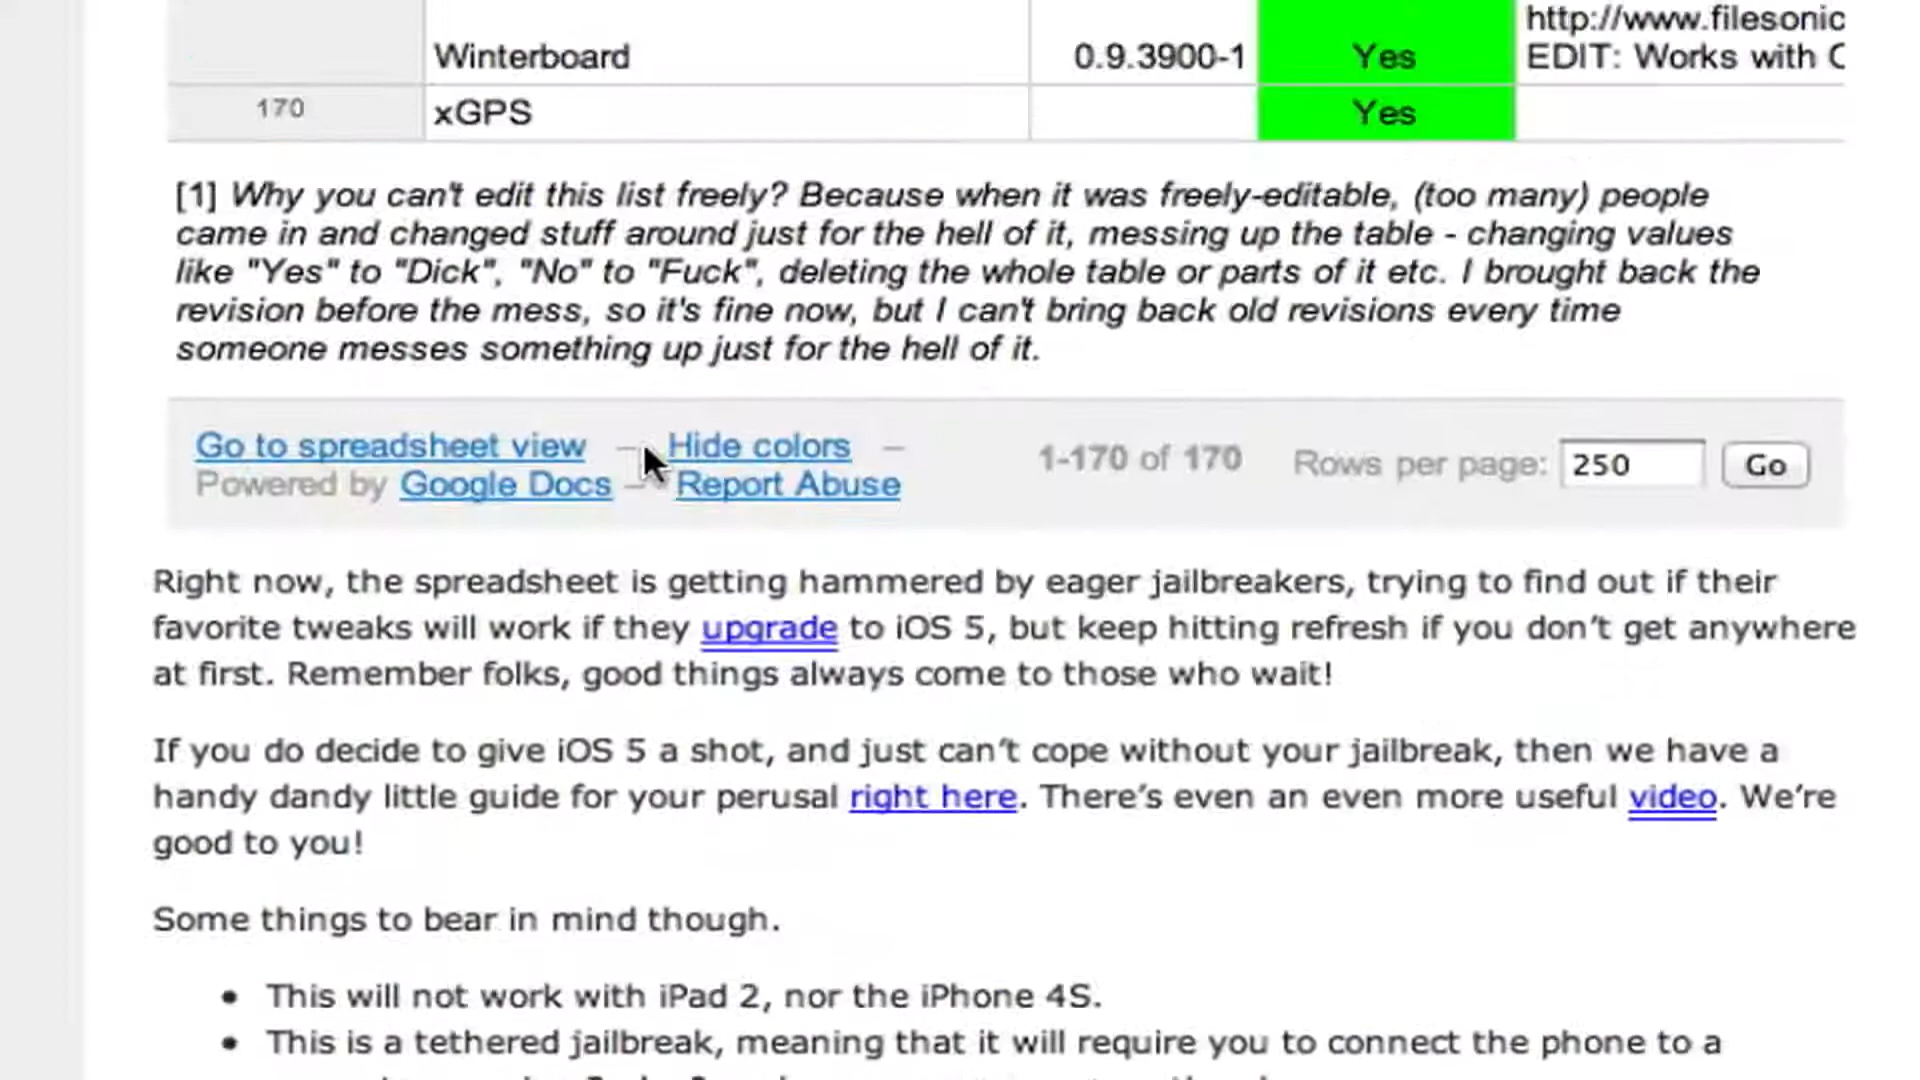 http://www.filesonic
Winterboard 0.9.3900-1 Yes EDIT: Works with C
170 xGPS Yes
[1] Why you can't edit this list freely? Because when it was freely-editable, (too many) people
came in and changed stuff around just for the hell of it, messing up the table - changing values
like "Yes" to "Dick", "No" to "Fuck", deleting the whole table or parts of it etc. I brought back the
revision before the mess, so it's fine now, but I can't bring back old revisions every time
someone messes something up just for the hell of it.
Go to spreadsheet view – Hide colors – 1-170 of 170 Rows per page: 250 Go
Powered by Google Docs – Report Abuse
Right now, the spreadsheet is getting hammered by eager jailbreakers, trying to find out if their
favorite tweaks will work if they upgrade to iOS 5, but keep hitting refresh if you don’t get anywhere
at first. Remember folks, good things always come to those who wait!
If you do decide to give iOS 5 a shot, and just can’t cope without your jailbreak, then we have a
handy dandy little guide for your perusal right here. There’s even an even more useful video. We’re
good to you!
Some things to bear in mind though.
• This will not work with iPad 2, nor the iPhone 4S.
• This is a tethered jailbreak, meaning that it will require you to connect the phone to a